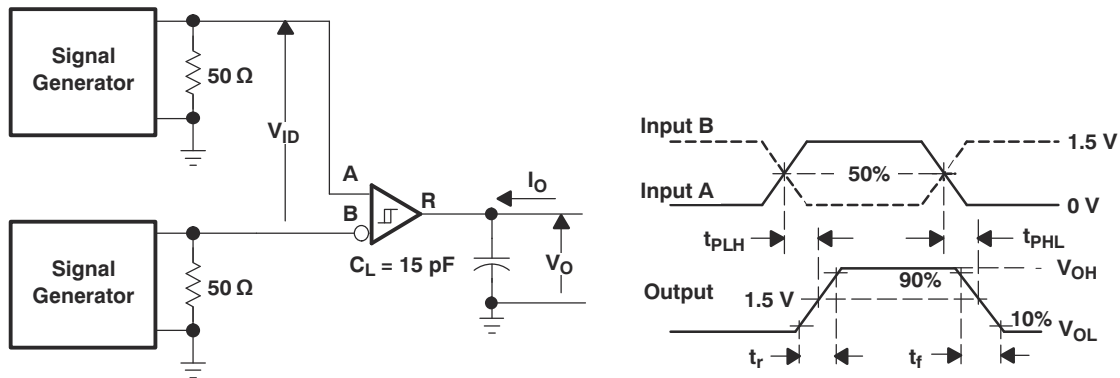 Signal
Generator
50 Ω
V_ID
A
B
R
I_O
C_L = 15 pF
V_O
Signal
Generator
50 Ω
Input B
1.5 V
50%
Input A
0 V
t_PLH
t_PHL
V_OH
90%
Output
1.5 V
10%
V_OL
t_r
t_f